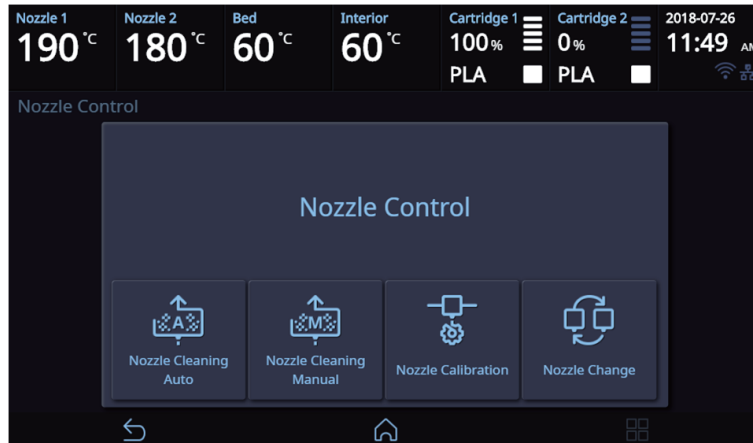 Nozzle 1
190 °C
Nozzle 2
180 °C
Bed
60 °C
Interior
60 °C
Cartridge 1
100 %
PLA
Cartridge 2
0 %
PLA
2018-07-26
11:49 AM
Nozzle Control
Nozzle Control
A
Nozzle Cleaning
Auto
M
Nozzle Cleaning
Manual
Nozzle Calibration
Nozzle Change